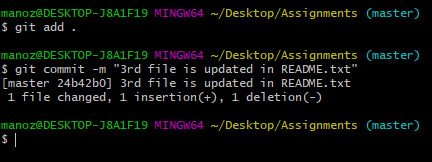 manoz@DESKTOP-J8A1F19 MINGW64 ~/Desktop/Assignments (master)
$ git add .
manoz@DESKTOP-J8A1F19 MINGW64 ~/Desktop/Assignments (master)
$ git commit -m "3rd file is updated in README.txt"
[master 24b42b0] 3rd file is updated in README.txt
 1 file changed, 1 insertion(+), 1 deletion(-)
manoz@DESKTOP-J8A1F19 MINGW64 ~/Desktop/Assignments (master)
$